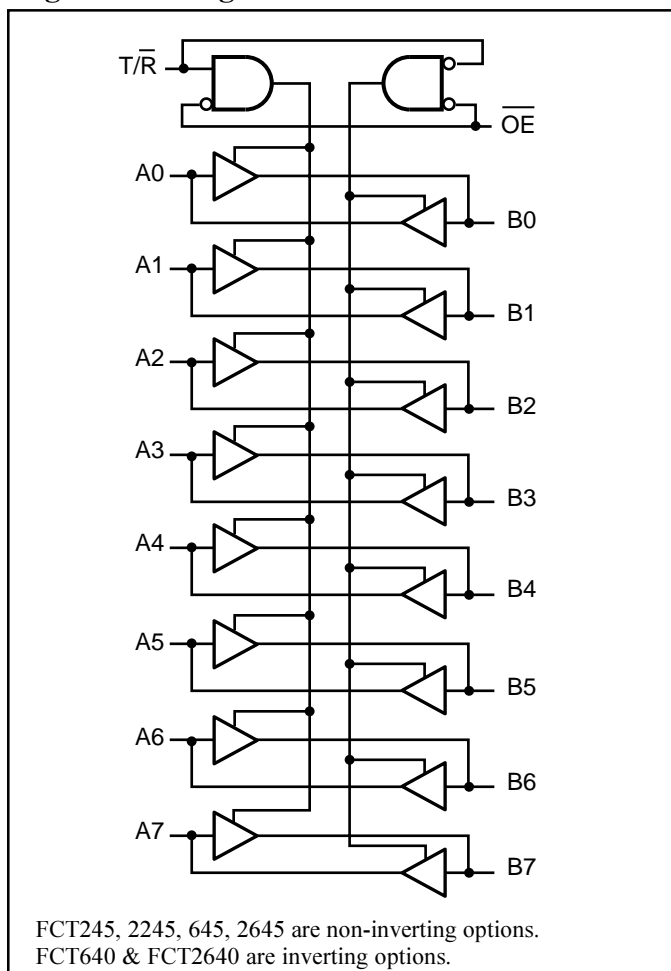 T/R̅
O̅E̅
A0
B0
A1
B1
A2
B2
A3
B3
A4
B4
A5
B5
A6
B6
A7
B7
FCT245, 2245, 645, 2645 are non-inverting options.
FCT640 & FCT2640 are inverting options.